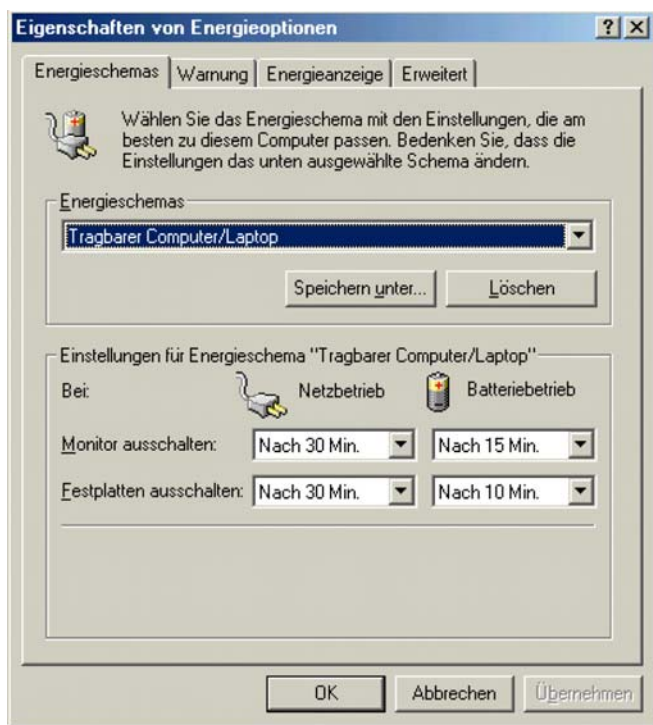 Eigenschaften von Energieoptionen
Energieschemas Warnung Energieanzeige Erweitert
Wählen Sie das Energieschema mit den Einstellungen, die am
besten zu diesem Computer passen. Bedenken Sie, dass die
Einstellungen das unten ausgewählte Schema ändern.
Energieschemas
Tragbarer Computer/Laptop
Speichern unter... Löschen
Einstellungen für Energieschema "Tragbarer Computer/Laptop"
Bei: Netzbetrieb Batteriebetrieb
Monitor ausschalten: Nach 30 Min. Nach 15 Min.
Festplatten ausschalten: Nach 30 Min. Nach 10 Min.
OK Abbrechen Übernehmen